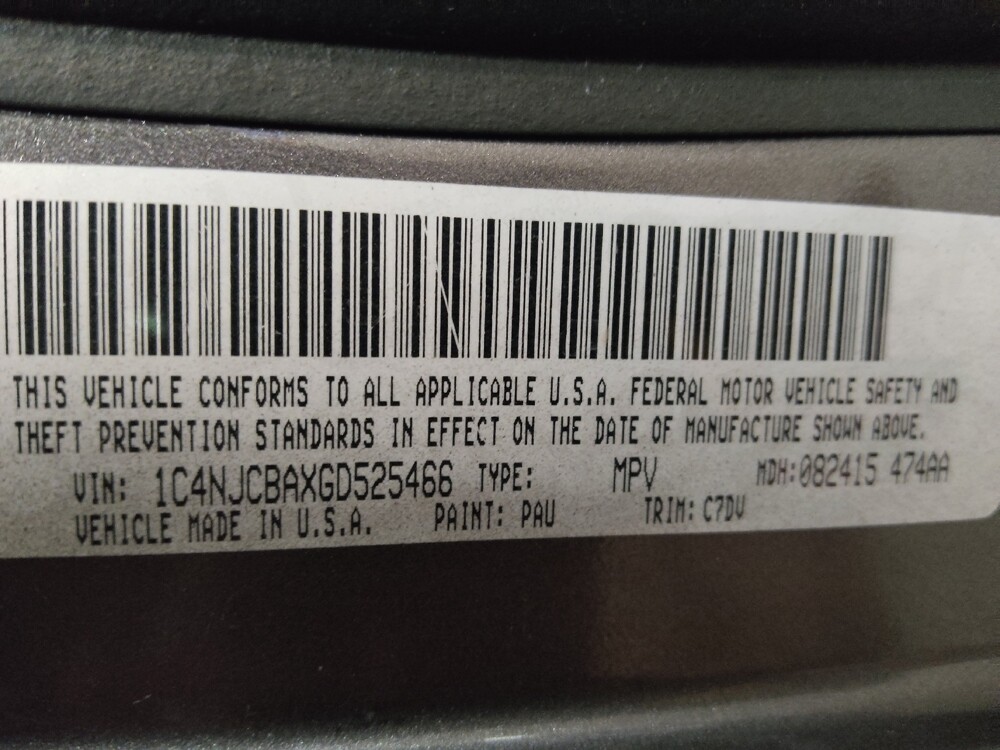 THIS VEHICLE CONFORMS TO ALL APPLICABLE U.S.A. FEDERAL MOTOR VEHICLE SAFETY AND
THEFT PREVENTION STANDARDS IN EFFECT ON THE DATE OF MANUFACTURE SHOWN ABOVE.
VIN: 1C4NJCBAXGD525466 TYPE: MPV MDH:082415 474AA
VEHICLE MADE IN U.S.A. PAINT: PAU TRIM: C7DV